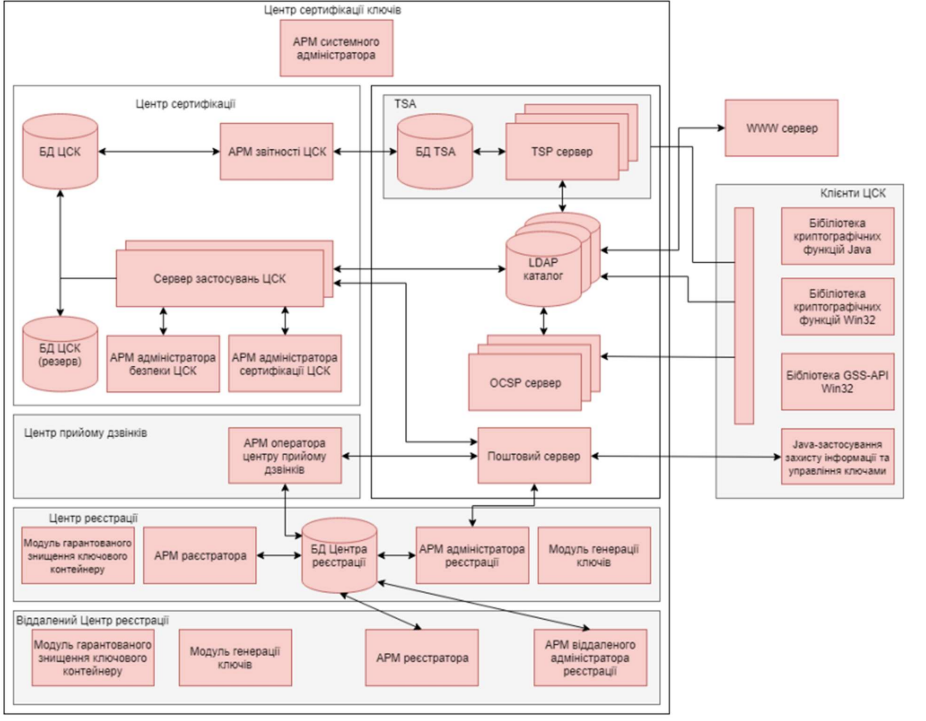 Центр сертифікації ключів
АРМ системного
адміністратора
Центр сертифікації
БД ЦСК
АРМ звітності ЦСК
Сервер застосувань ЦСК
БД ЦСК
(резерв)
АРМ адміністратора
безпеки ЦСК
АРМ адміністратора
сертифікації ЦСК
TSA
БД TSA
TSP сервер
LDAP
каталог
OCSP сервер
Поштовий сервер
WWW сервер
Клієнти ЦСК
Бібіліотека
криптографічних
функцій Java
Бібіліотека
криптографічних
функцій Win32
Бібліотека GSS-API
Win32
Java-застосування
захисту інформації та
управління ключами
Центр прийому дзвінків
АРМ оператора
центру прийому
дзвінків
Центр реєстрації
Модуль гарантованого
знищення ключового
контейнеру
АРМ раєстратора
БД Центра
реєстрації
АРМ адміністратора
реєстрації
Модуль генерації
ключів
Віддалений Центр реєстрації
Модуль гарантованого
знищення ключового
контейнеру
Модуль генерації
ключів
АРМ реєстратора
АРМ віддаленого
адміністратора
реєстрації